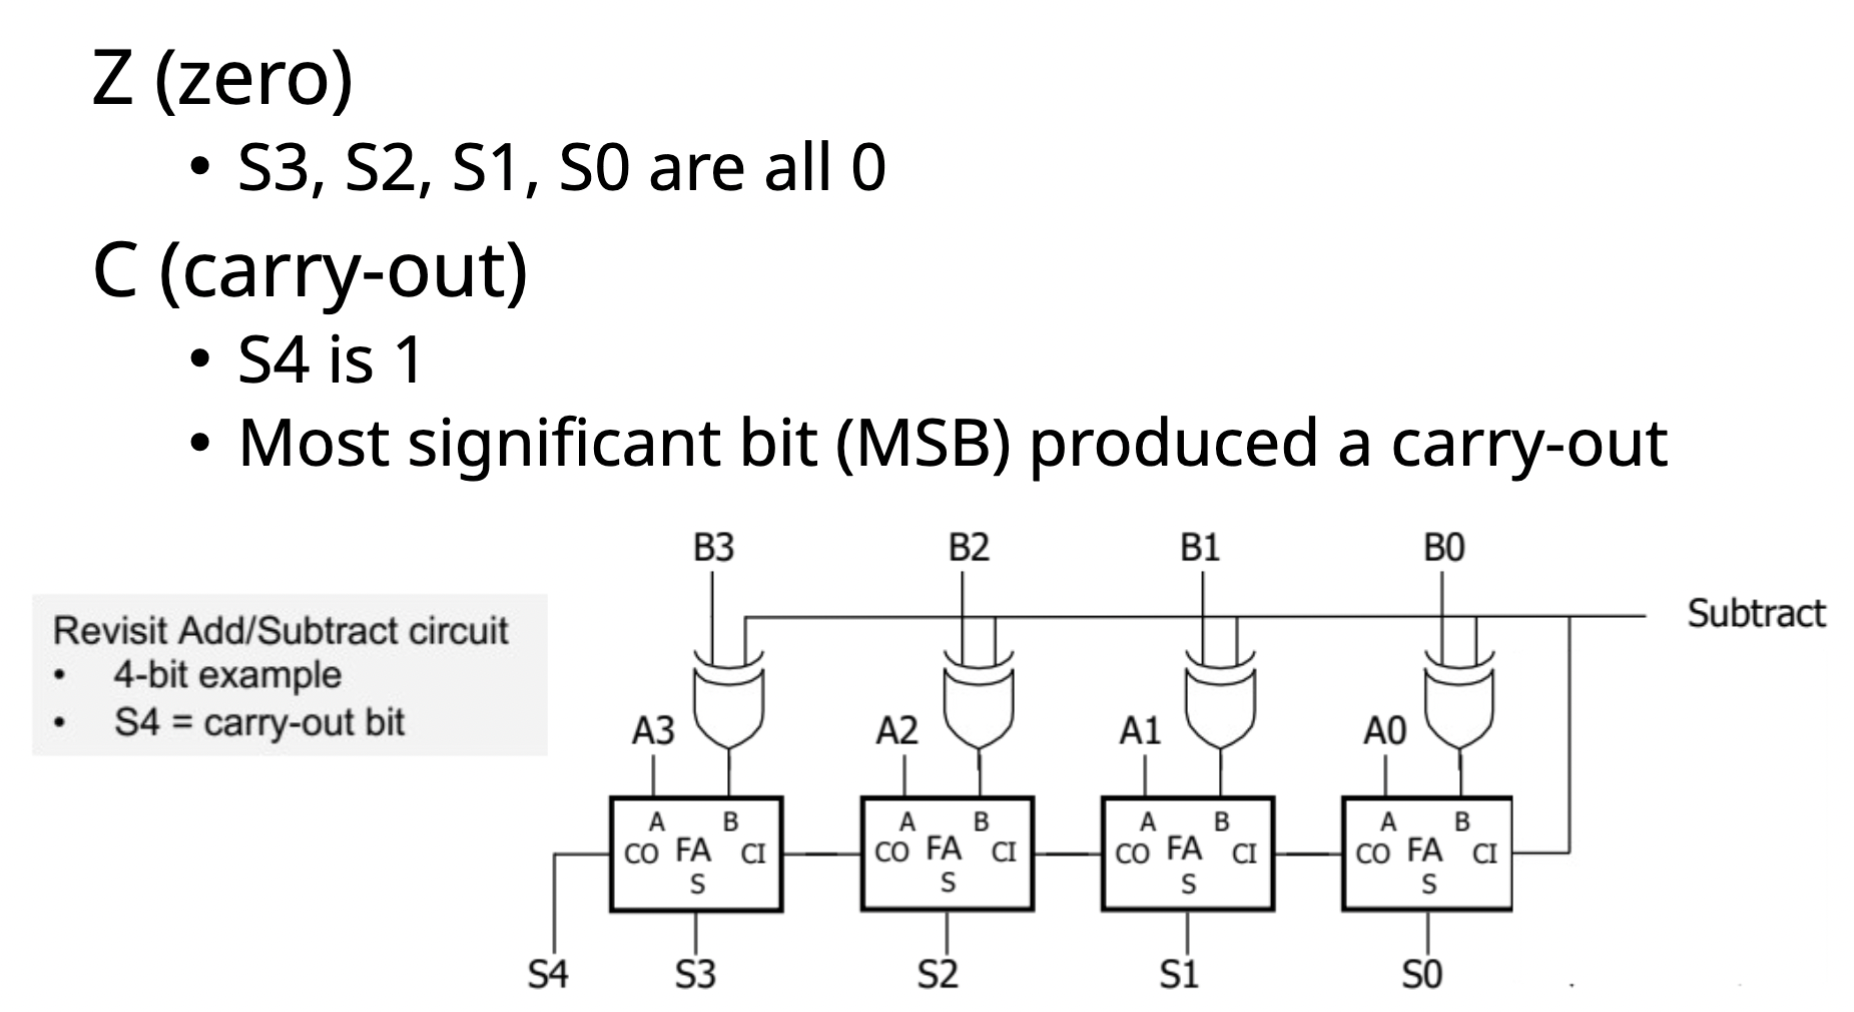 Z (zero)
• S3, S2, S1, S0 are all 0
C (carry-out)
• S4 is 1
• Most significant bit (MSB) produced a carry-out
Revisit Add/Subtract circuit
• 4-bit example
• S4 = carry-out bit
B3 B2 B1 B0
Subtract
A3 A2 A1 A0
A B A B A B A B
CO FA CI CO FA CI CO FA CI CO FA CI
S S S S
S4 S3 S2 S1 S0